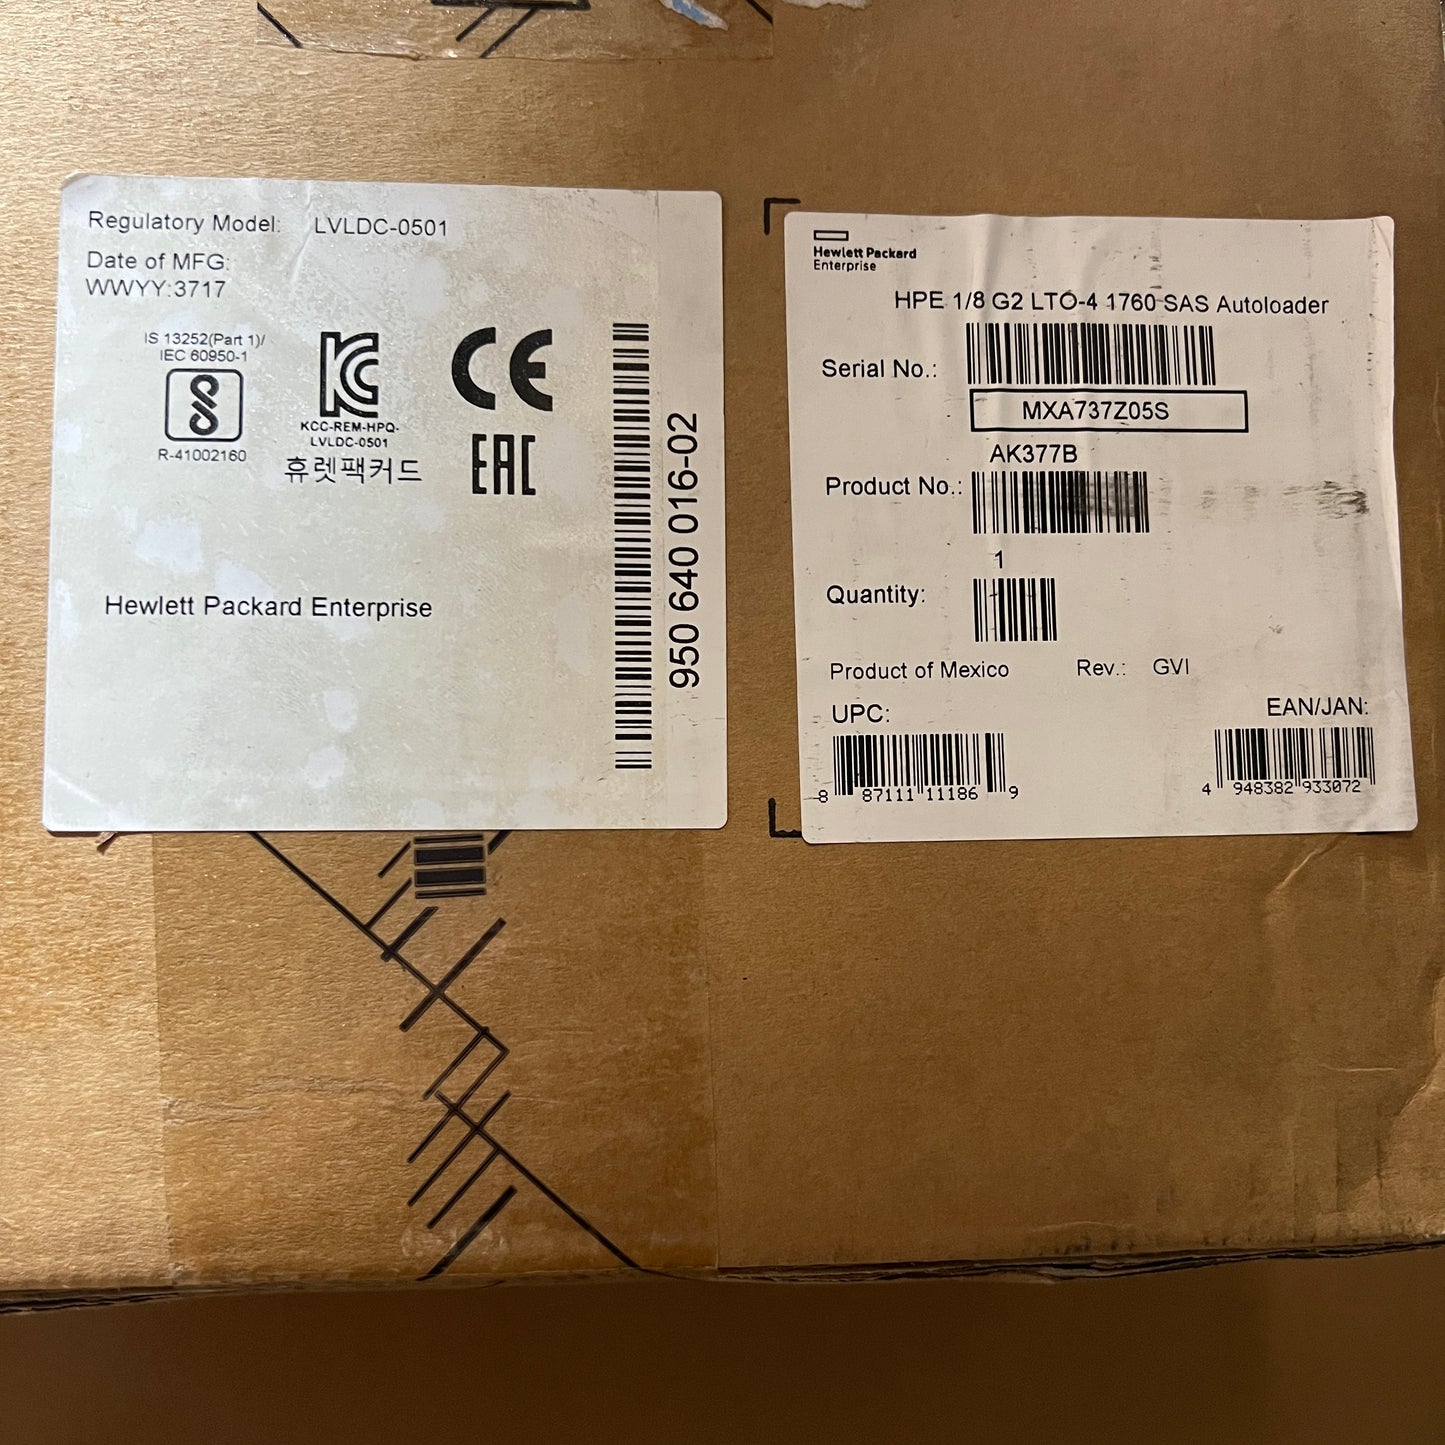 Regulatory Model: LVLDC-0501
Date of MFG:
WWYY:3717
IS 13252(Part 1)/
IEC 60950-1
R-41002160
KCC-REM-HPQ-
LVLDC-0501
휴렛팩커드
CE
EAC
Hewlett Packard Enterprise
950 640 016-02
Hewlett Packard
Enterprise
HPE 1/8 G2 LTO-4 1760 SAS Autoloader
Serial No.:
MXA737Z05S
AK377B
Product No.:
1
Quantity:
Product of Mexico Rev.: GVI
UPC: EAN/JAN:
8 87111 11186 9
4 948382 933072